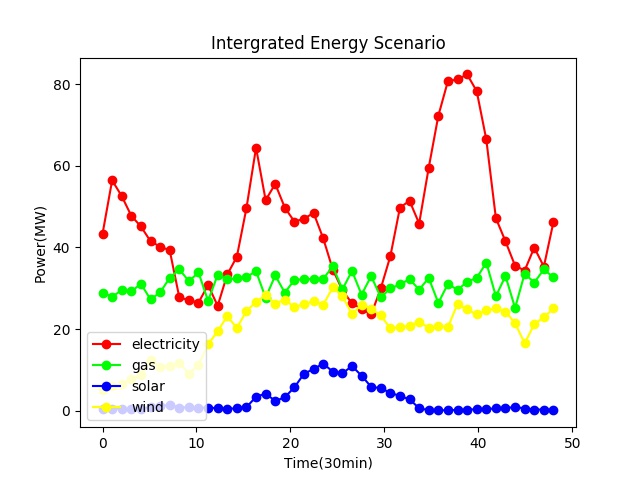 Intergrated Energy Scenario
Power(MW)
80
60
40
20
0
electricity
gas
solar
wind
0 10 20 30 40 50
Time(30min)